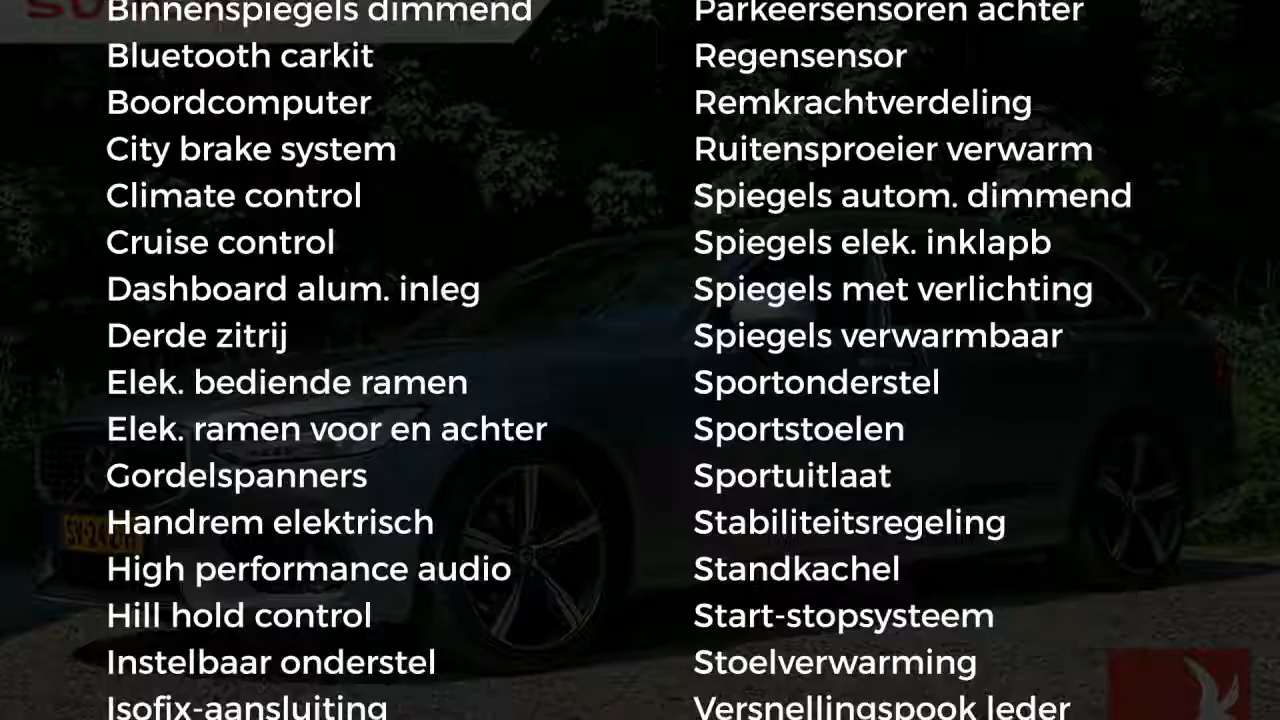 Binnenspiegels dimmend
Bluetooth carkit
Boordcomputer
City brake system
Climate control
Cruise control
Dashboard alum. inleg
Derde zitrij
Elek. bediende ramen
Elek. ramen voor en achter
Gordelspanners
Handrem elektrisch
High performance audio
Hill hold control
Instelbaar onderstel
Isofix-aansluiting
Parkeersensoren achter
Regensensor
Remkrachtverdeling
Ruitensproeier verwarm
Spiegels autom. dimmend
Spiegels elek. inklapb
Spiegels met verlichting
Spiegels verwarmbaar
Sportonderstel
Sportstoelen
Sportuitlaat
Stabiliteitsregeling
Standkachel
Start-stopsysteem
Stoelverwarming
Versnellingspook leder